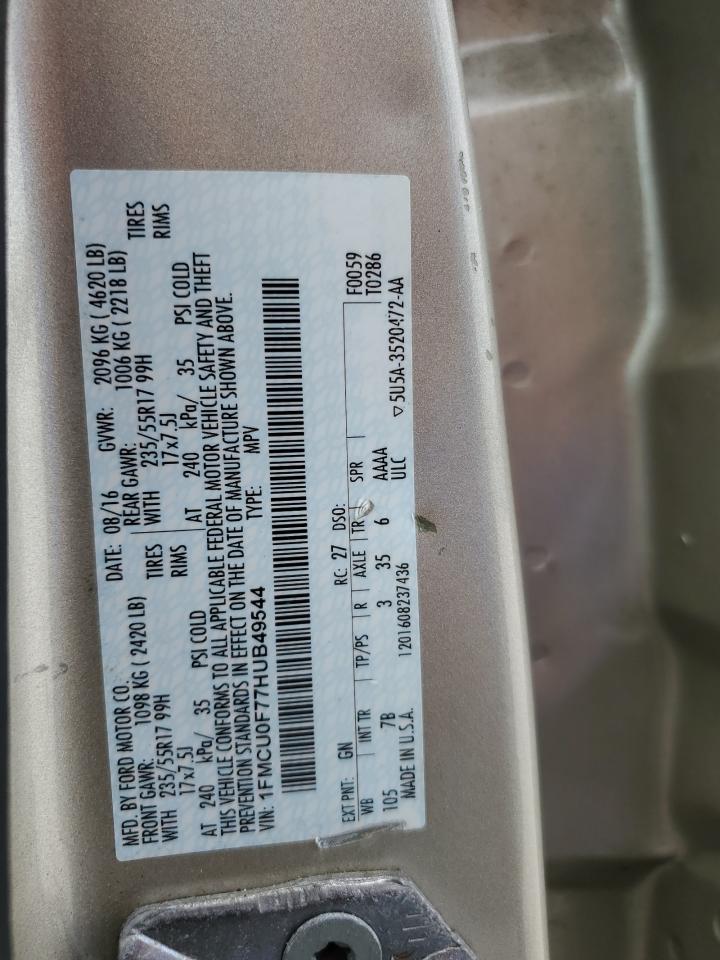 MFD. BY FORD MOTOR CO. DATE: 08/16 GVWR: 2096 KG ( 4620 LB)
FRONT GAWR: 1098 KG ( 2420 LB) REAR GAWR: 1006 KG ( 2218 LB)
WITH 235/55R17 99H TIRES WITH 235/55R17 99H TIRES
17x7.5J RIMS 17x7.5J RIMS
AT 240 kPa/ 35 PSI COLD AT 240 kPa/ 35 PSI COLD
THIS VEHICLE CONFORMS TO ALL APPLICABLE FEDERAL MOTOR VEHICLE SAFETY AND THEFT
PREVENTION STANDARDS IN EFFECT ON THE DATE OF MANUFACTURE SHOWN ABOVE.
VIN: 1FMCU0F77HUB49544 TYPE: MPV
F0059
EXT PNT: GN RC: 27 DSO: T0286
WB INT TR TP/PS R AXLE TR SPR
105 7B 3 35 6 AAAA
ULC
MADE IN U.S.A. 1201608237436 5U5A-3520472-AA